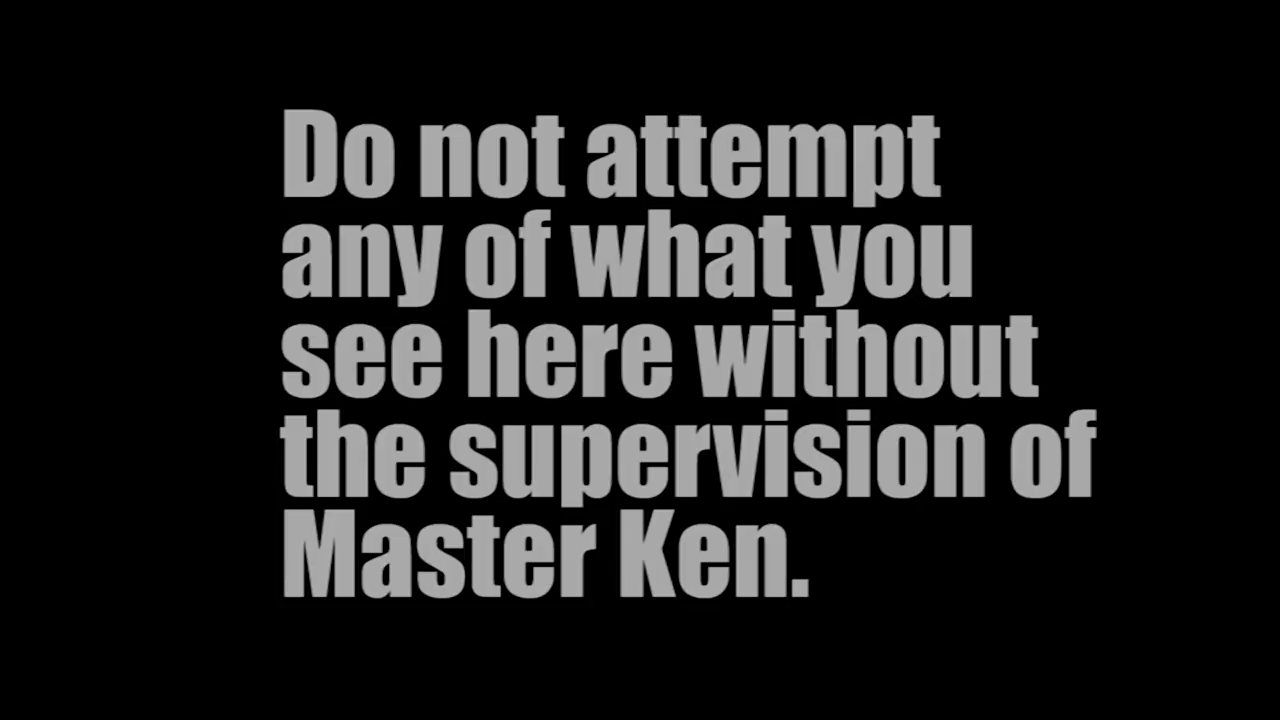 Do not attempt
any of what you
see here without
the supervision of
Master Ken.